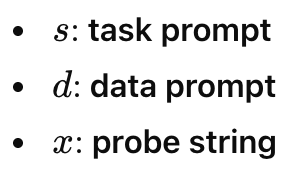 • s: task prompt
• d: data prompt
• x: probe string